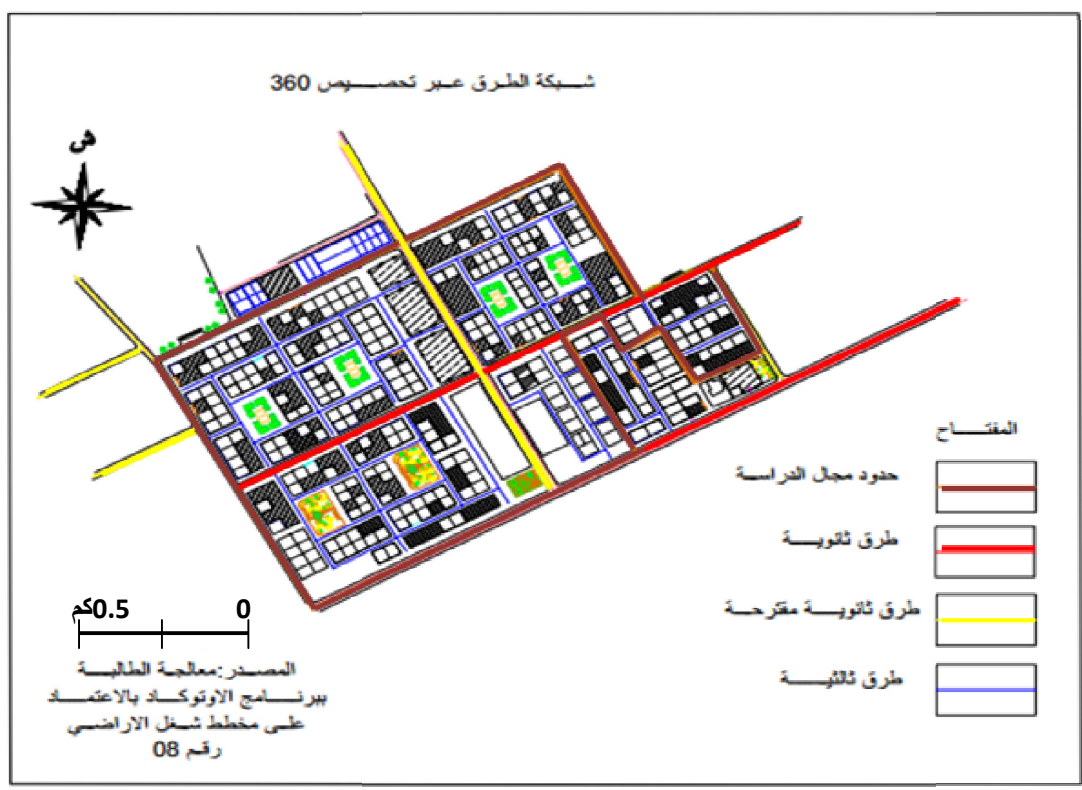 شبكة الطرق عبر تحصيص 360
ش
المفتاح
حدود مجال الدراسة
طرق ثانوية
طرق ثانوية مقترحة
طرق ثالثية
0.5كم 0
المصدر:معالجة الطالبة
ببرنامج الاوتوكاد بالاعتماد
على مخطط شغل الاراضي
رقم 08